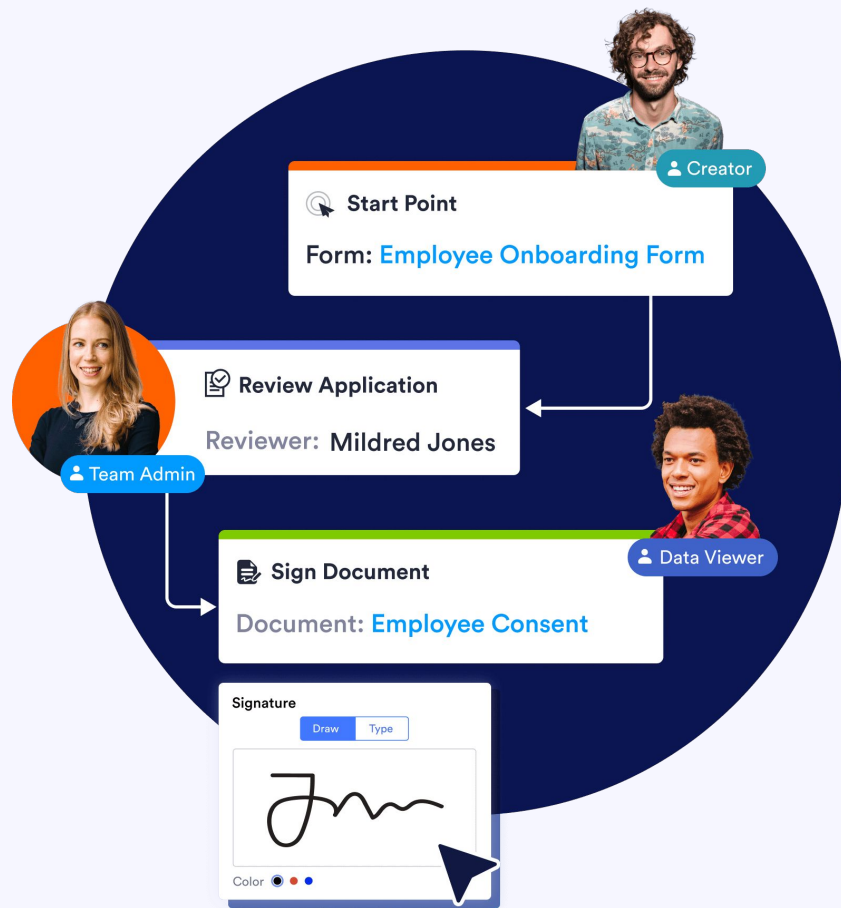 Creator
Start Point
Form: Employee Onboarding Form
Review Application
Reviewer: Mildred Jones
Team Admin
Data Viewer
Sign Document
Document: Employee Consent
Signature
Draw Type
Color